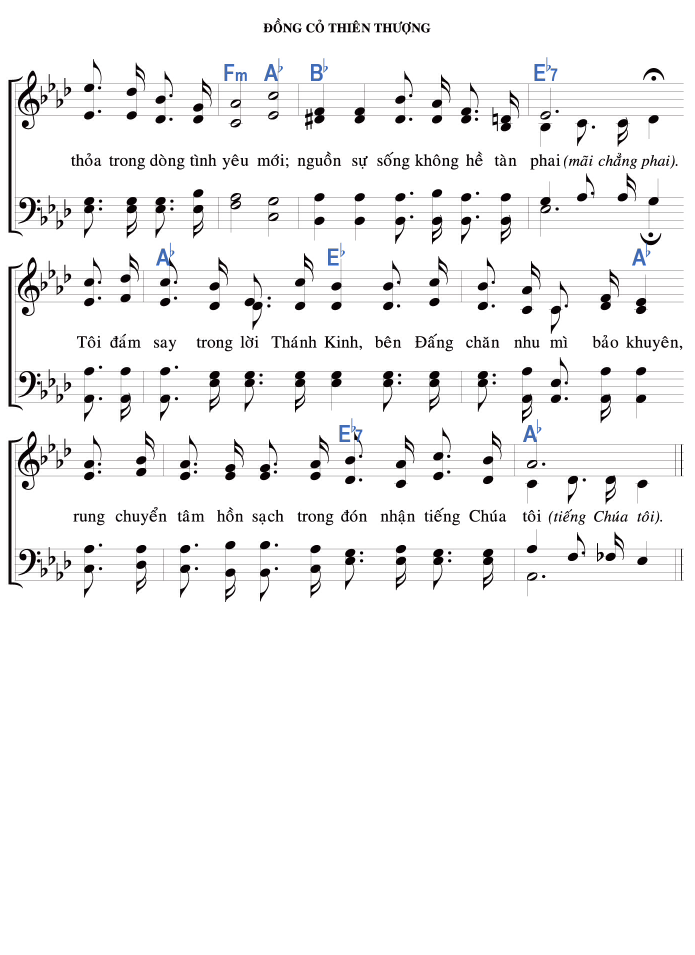 ĐỒNG CỎ THIÊN THƯỢNG
Fm A♭ B♭ E♭7
thỏa trong dòng tình yêu mới; nguồn sự sống không hề tàn phai (mãi chẳng phai).
A♭ E♭ A♭
Tôi đám say trong lời Thánh Kinh, bên Đấng chăn nhu mì bảo khuyên,
E♭7 A♭
rung chuyển tâm hồn sạch trong đón nhận tiếng Chúa tôi (tiếng Chúa tôi).